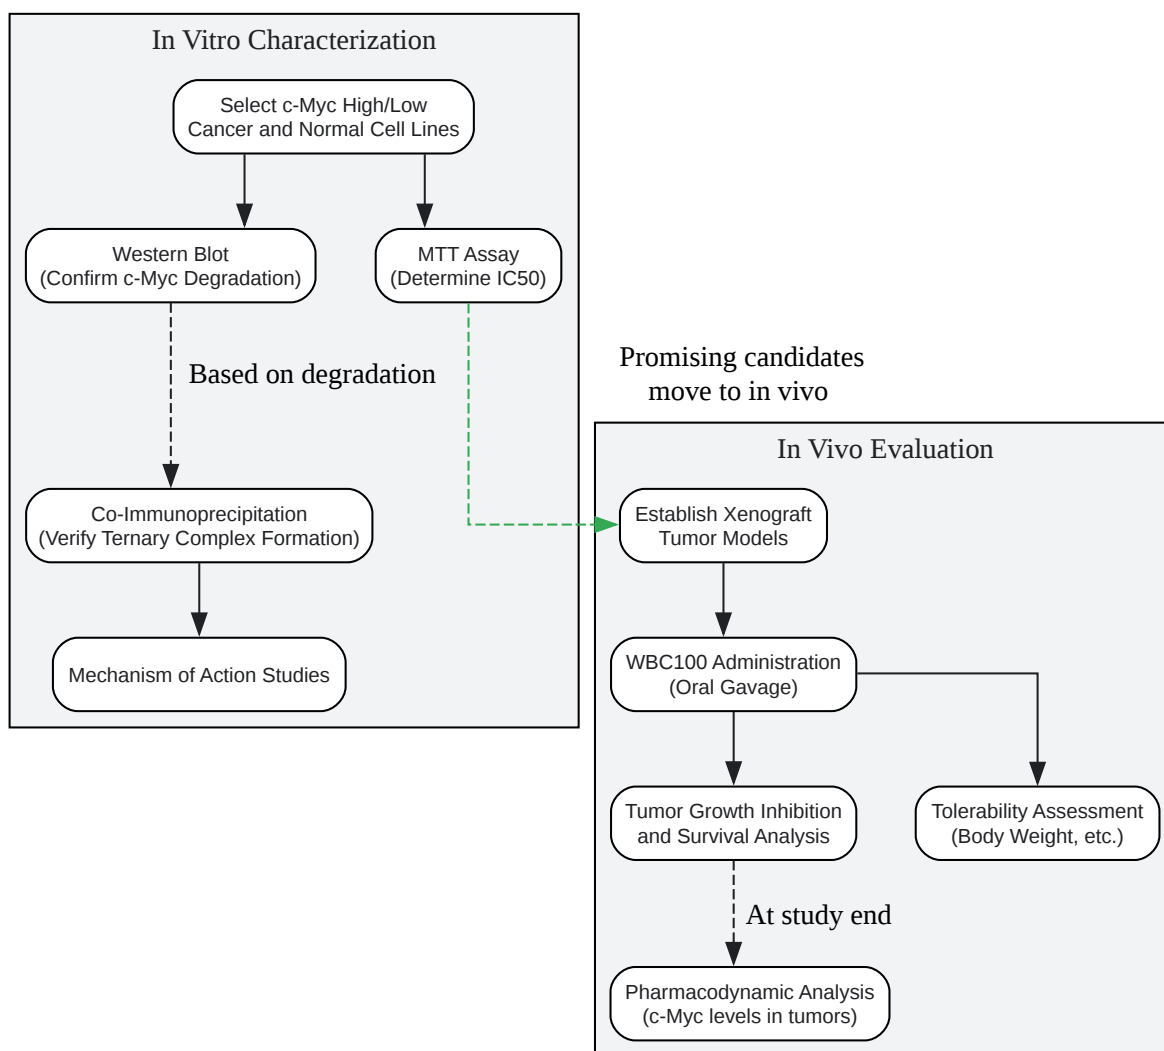 In Vitro Characterization
Select c-Myc High/Low
Cancer and Normal Cell Lines
Western Blot
(Confirm c-Myc Degradation)
MTT Assay
(Determine IC50)
Based on degradation
Co-Immunoprecipitation
(Verify Ternary Complex Formation)
Mechanism of Action Studies
Promising candidates
move to in vivo
In Vivo Evaluation
Establish Xenograft
Tumor Models
WBC100 Administration
(Oral Gavage)
Tumor Growth Inhibition
and Survival Analysis
Tolerability Assessment
(Body Weight, etc.)
At study end
Pharmacodynamic Analysis
(c-Myc levels in tumors)